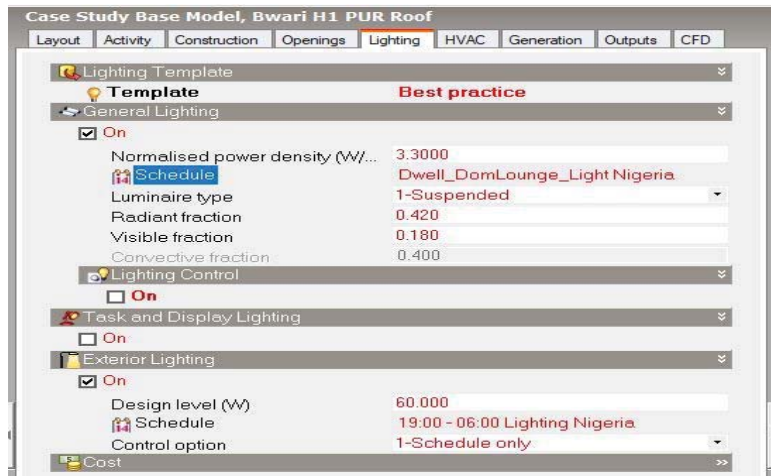 Case Study Base Model, Bwari H1 PUR Roof
Layout Activity Construction Openings Lighting HVAC Generation Outputs CFD
Lighting Template
Template Best practice
General Lighting
On
Normalised power density (W/... 3.3000
Schedule Dwell_DomLounge_Light Nigeria
Luminaire type 1-Suspended
Radiant fraction 0.420
Visible fraction 0.180
Convective fraction 0.400
Lighting Control
On
Task and Display Lighting
On
Exterior Lighting
On
Design level (W) 60.000
Schedule 19:00 - 06:00 Lighting Nigeria
Control option 1-Schedule only
Cost